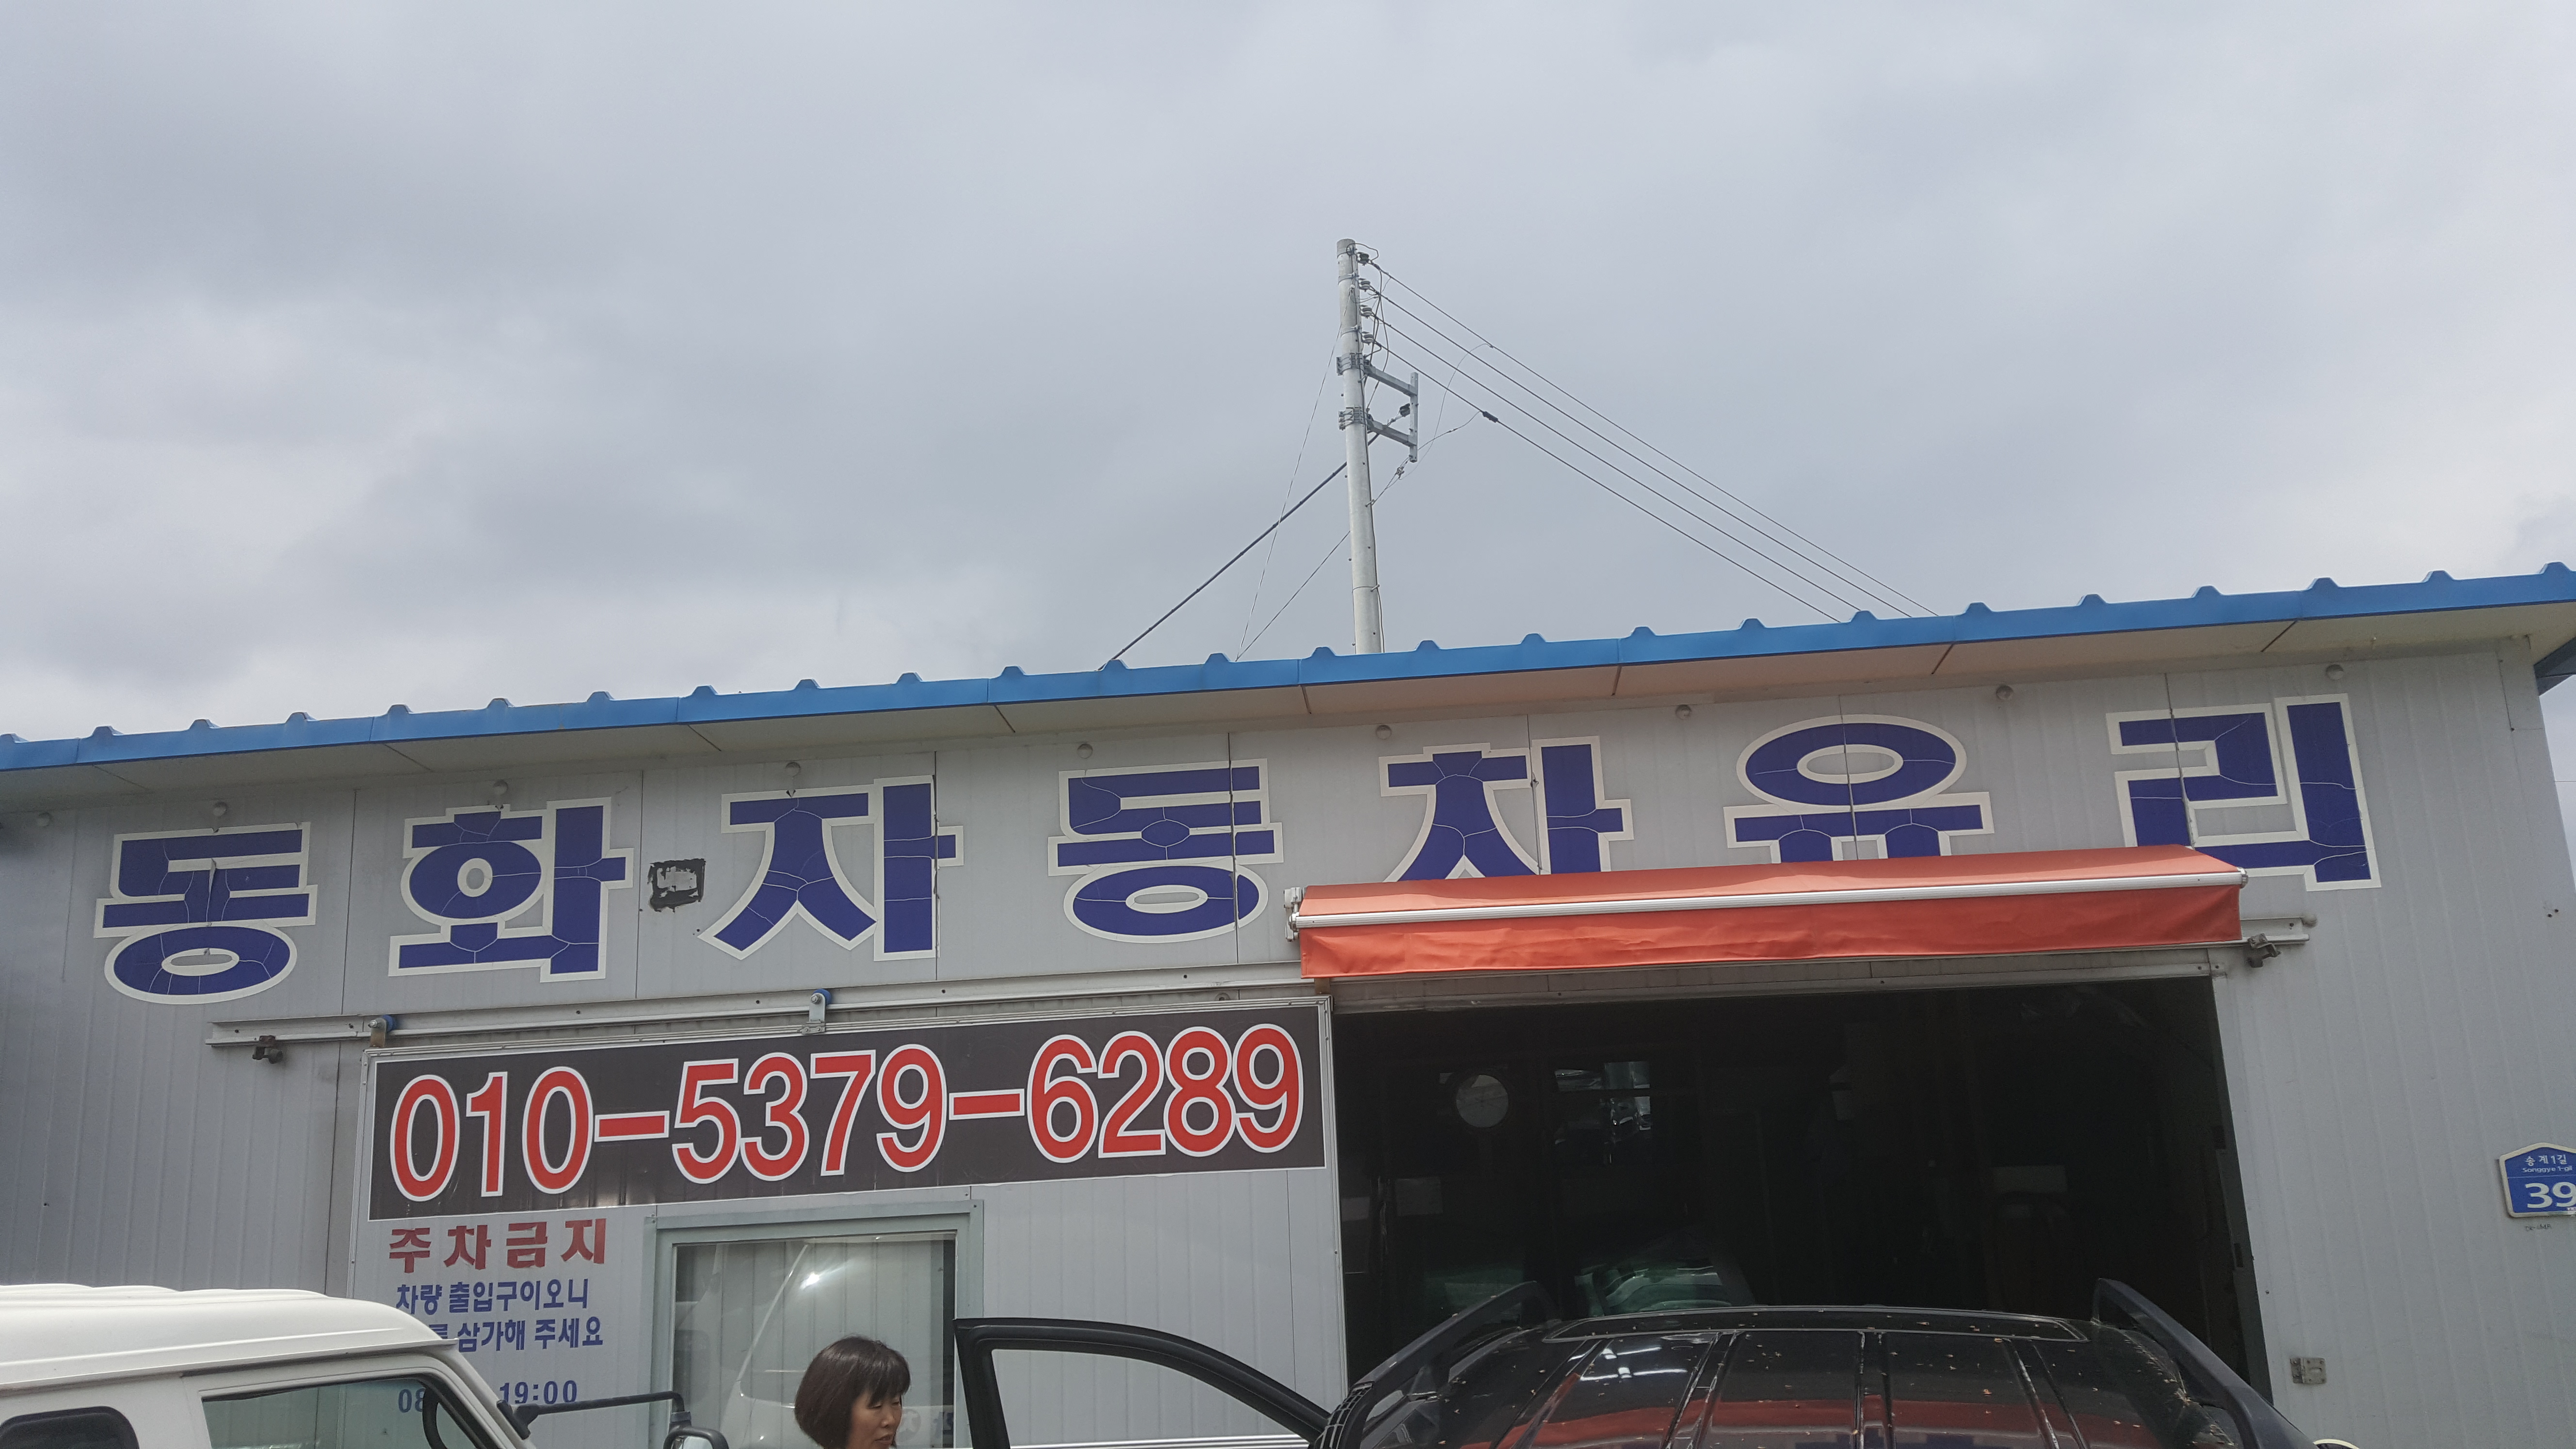 동화자동차유리
010-5379-6289
주차금지
차량 출입구이오니
삼가해 주세요
19:00
송계1길
Songgye 1-gil
39